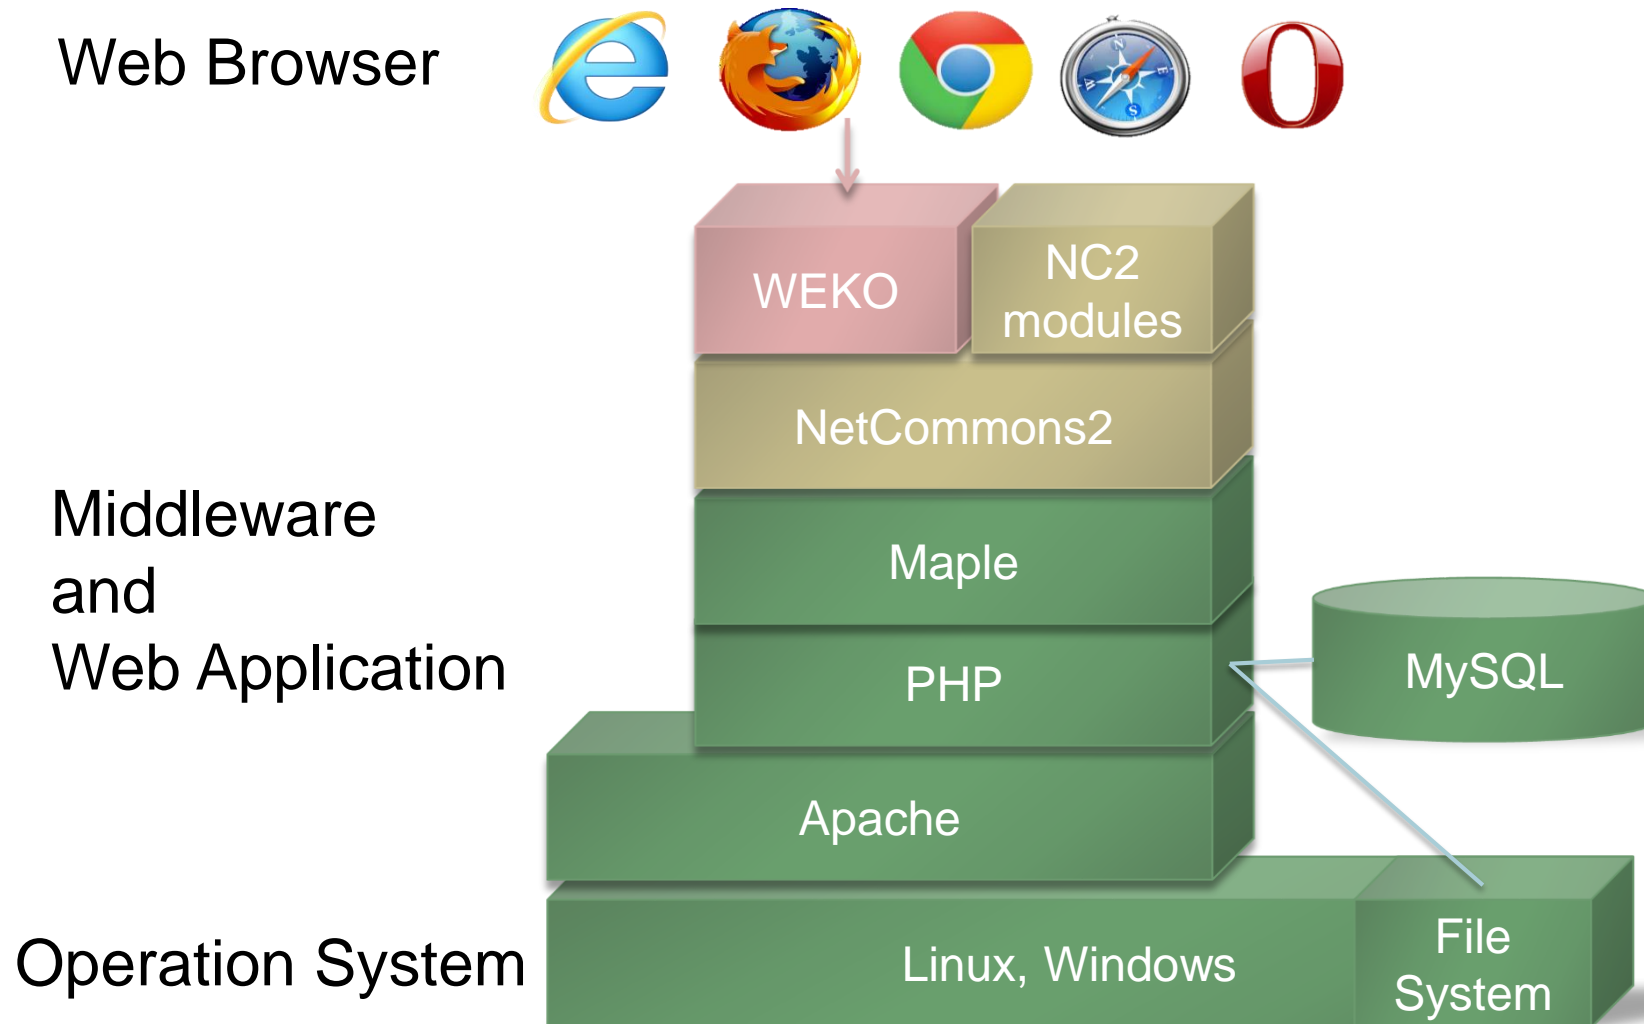 Web Browser
WEKO
NC2
modules
NetCommons2
Middleware
and
Web Application
Maple
PHP
MySQL
Apache
Operation System
Linux, Windows
File
System